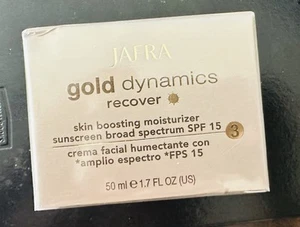 JAFRA
gold dynamics
recover
skin boosting moisturizer
sunscreen broad spectrum SPF 15
3
crema facial humectante con
*amplio espectro *FPS 15
50 ml e 1.7 FL OZ (US)